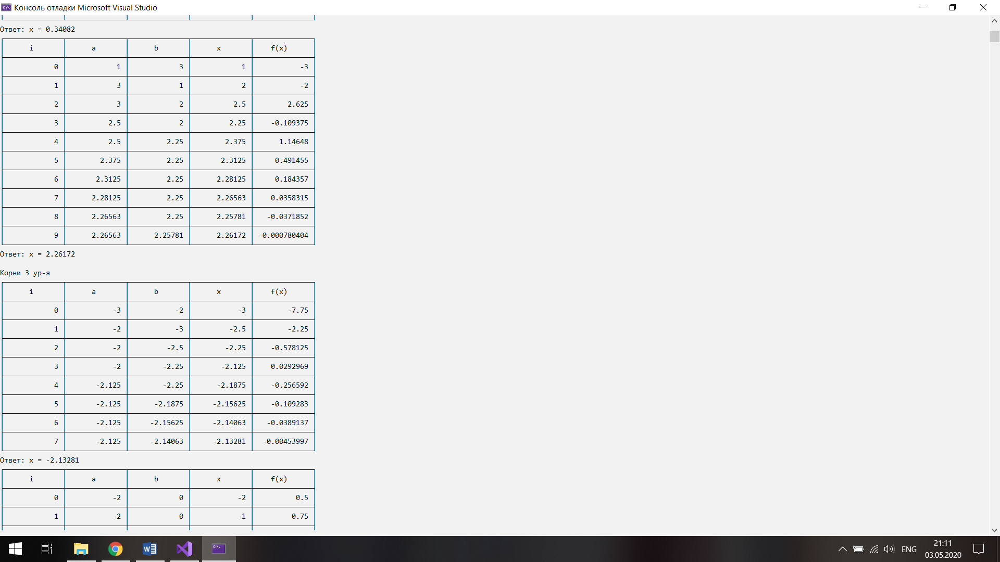 Консоль отладки Microsoft Visual Studio
Ответ: x = 0.34082
i a b x f(x)
0 1 3 1 -3
1 3 1 2 -2
2 3 2 2.5 2.625
3 2.5 2 2.25 -0.109375
4 2.5 2.25 2.375 1.14648
5 2.375 2.25 2.3125 0.491455
6 2.3125 2.25 2.28125 0.184357
7 2.28125 2.25 2.26563 0.0358315
8 2.26563 2.25 2.25781 -0.0371852
9 2.26563 2.25781 2.26172 -0.000780404
Ответ: x = 2.26172
Корни 3 ур-я
i a b x f(x)
0 -3 -2 -3 -7.75
1 -2 -3 -2.5 -2.25
2 -2 -2.5 -2.25 -0.578125
3 -2 -2.25 -2.125 0.0292969
4 -2.125 -2.25 -2.1875 -0.256592
5 -2.125 -2.1875 -2.15625 -0.109283
6 -2.125 -2.15625 -2.14063 -0.0389137
7 -2.125 -2.14063 -2.13281 -0.00453997
Ответ: x = -2.13281
i a b x f(x)
0 -2 0 -2 0.5
1 -2 0 -1 0.75
ENG
21:11
03.05.2020